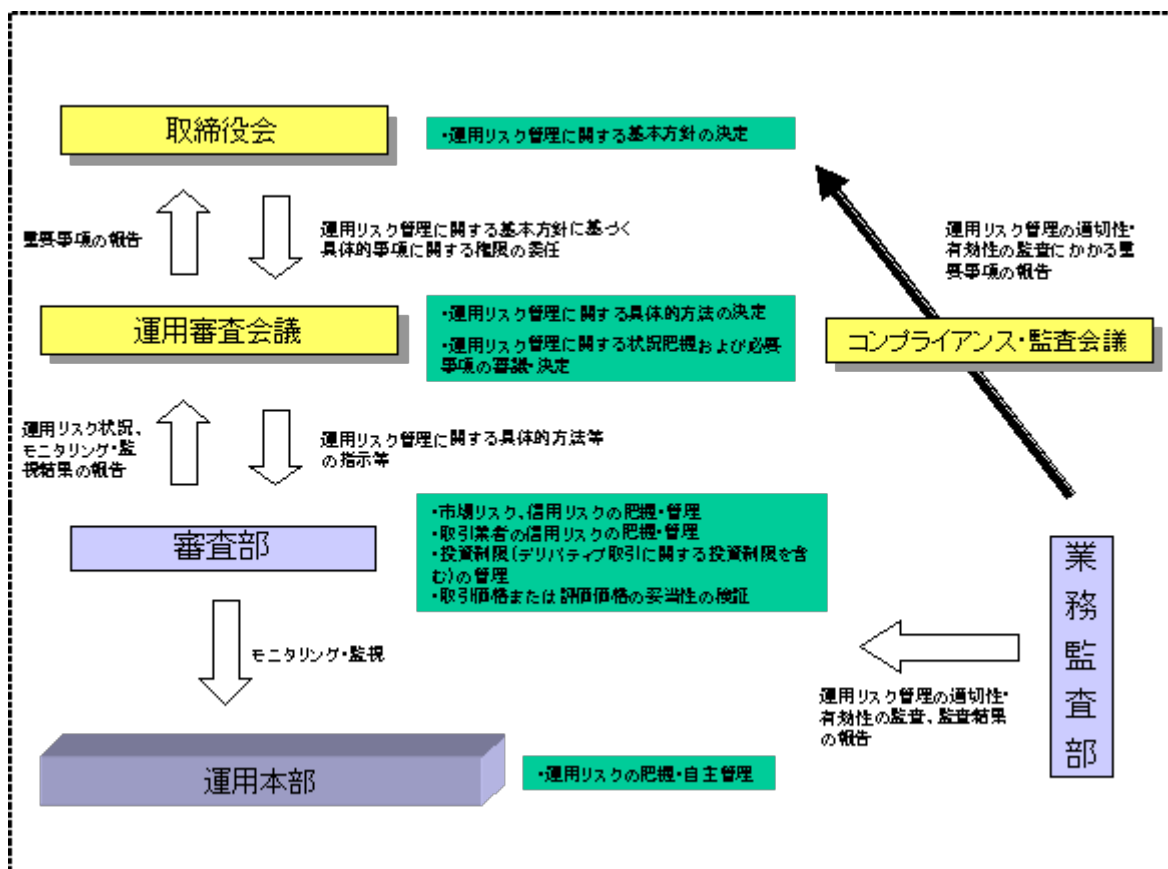 取締役会
・運用リスク管理に関する基本方針の決定
重要事項の報告
運用リスク管理に関する基本方針に基づく
具体的事項に関する権限の委任
運用リスク管理の適切性・
有効性の監査にかかる重
要事項の報告
運用審査会議
・運用リスク管理に関する具体的方法の決定
・運用リスク管理に関する状況把握および必要
事項の審議・決定
コンプライアンス・監査会議
運用リスク状況、
モニタリング・監
視結果の報告
運用リスク管理に関する具体的方法等
の指示等
審査部
・市場リスク、信用リスクの把握・管理
・取引業者の信用リスクの把握・管理
・投資制限(デリバティブ取引に関する投資制限を含
む)の管理
・取引価格または評価価格の妥当性の検証
業務監査部
モニタリング・監視
運用リスク管理の適切性・
有効性の監査、監査結果
の報告
運用本部
・運用リスクの把握・自主管理